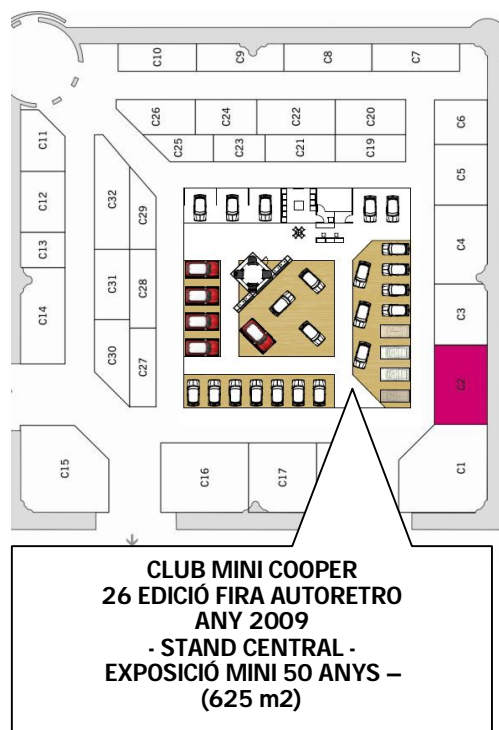 C10
C9
C8
C7
C26
C24
C22
C20
C6
C11
C25
C23
C21
C19
C5
C12
C32
C29
C4
C13
C31
C28
C14
C3
C30
C27
C2
C15
C16
C17
C1
CLUB MINI COOPER
26 EDICIÓ FIRA AUTORETRO
ANY 2009
- STAND CENTRAL -
EXPOSICIÓ MINI 50 ANYS –
(625 m2)